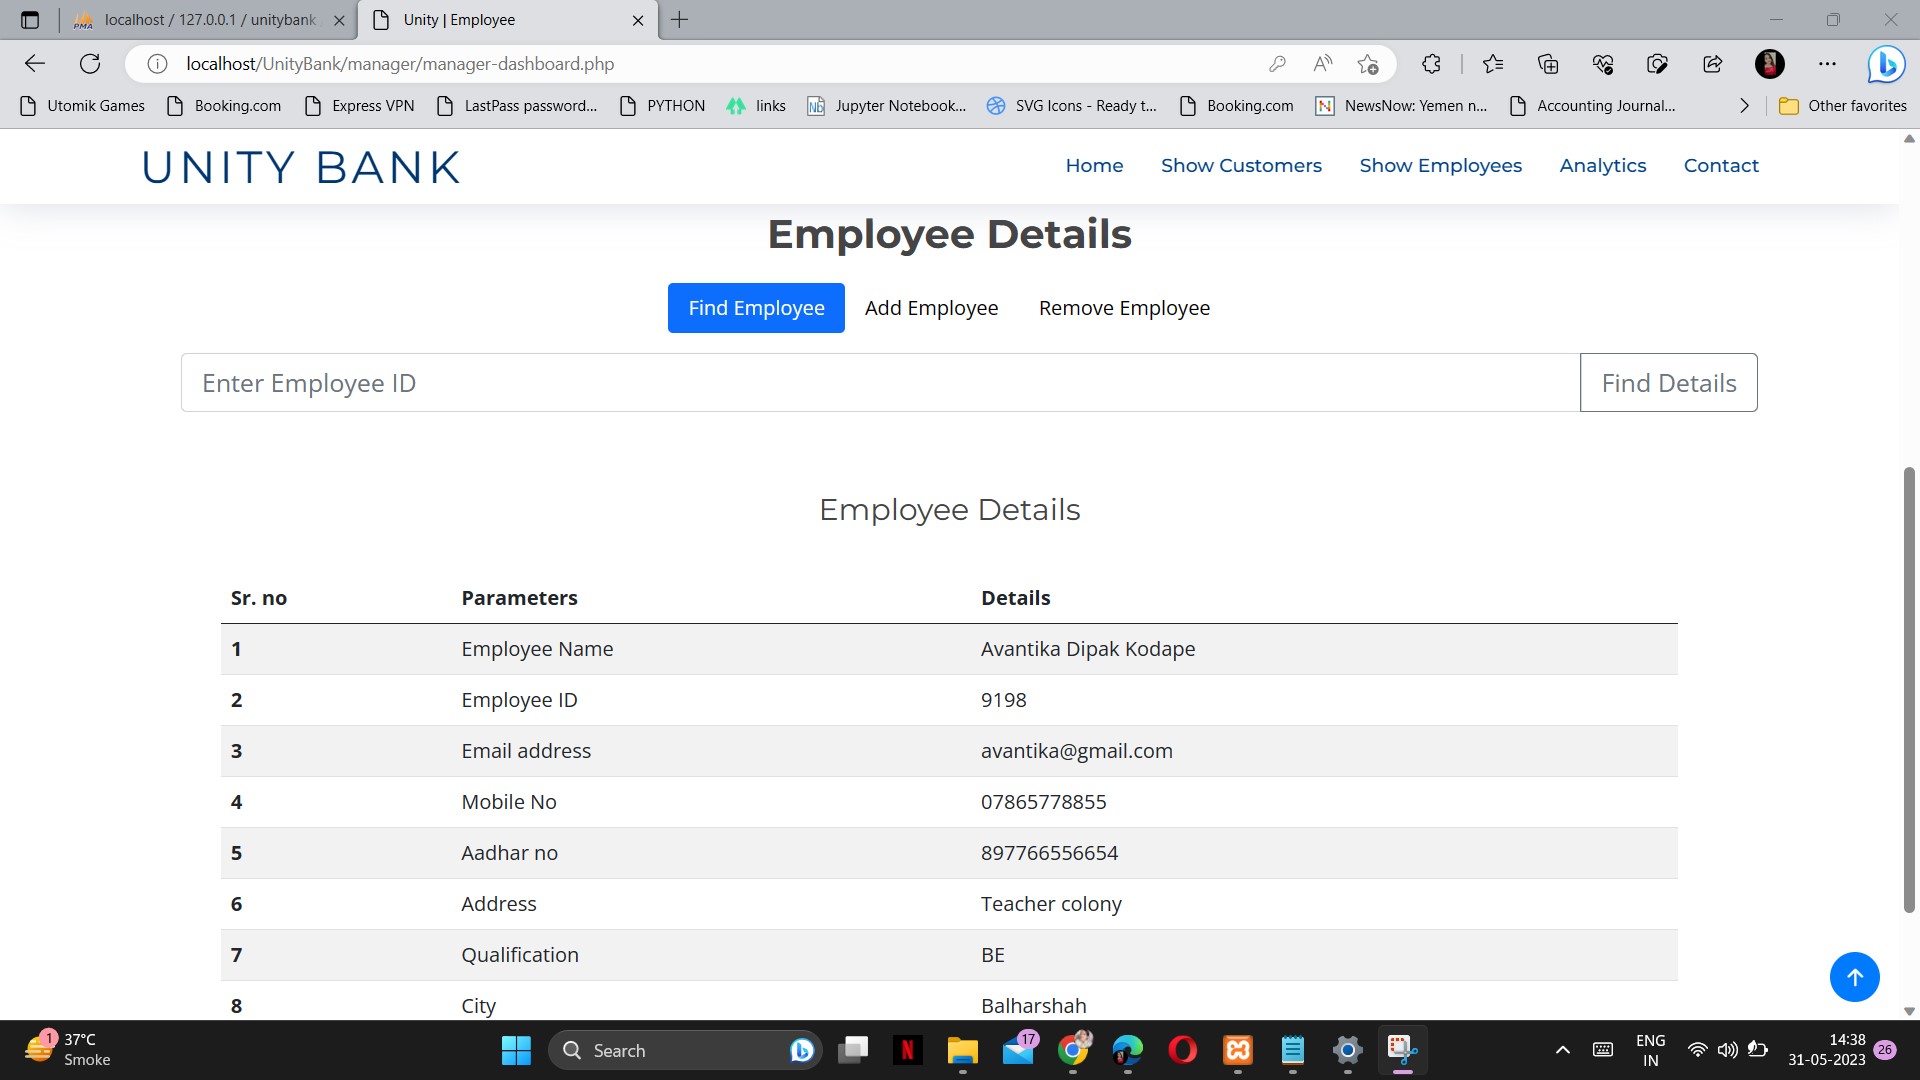 localhost / 127.0.0.1 / unitybank
Unity | Employee
localhost/UnityBank/manager/manager-dashboard.php
Utomik Games
Booking.com
Express VPN
LastPass password...
PYTHON
links
Jupyter Notebook...
SVG Icons - Ready t...
Booking.com
NewsNow: Yemen n...
Accounting Journal...
Other favorites
UNITY BANK
Home
Show Customers
Show Employees
Analytics
Contact
Employee Details
Find Employee
Add Employee
Remove Employee
Enter Employee ID
Find Details
Employee Details
Sr. no Parameters Details
1 Employee Name Avantika Dipak Kodape
2 Employee ID 9198
3 Email address avantika@gmail.com
4 Mobile No 07865778855
5 Aadhar no 897766556654
6 Address Teacher colony
7 Qualification BE
8 City Balharshah
1
37°C
Smoke
Search
17
ENG
IN
14:38
31-05-2023
26